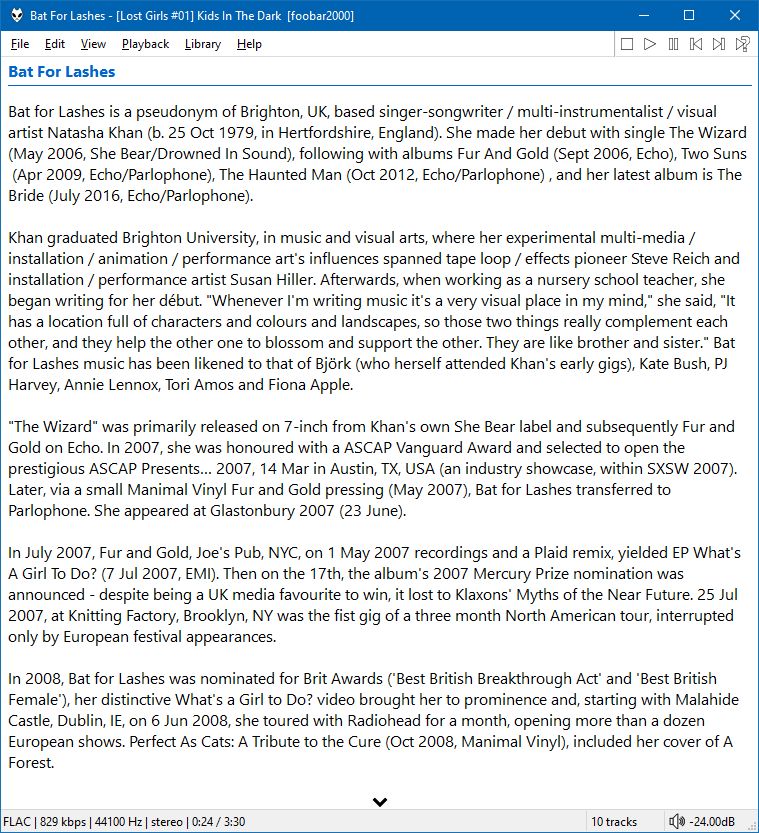 Bat For Lashes - [Lost Girls #01] Kids In The Dark  [foobar2000]
File Edit View Playback Library Help
Bat For Lashes
Bat for Lashes is a pseudonym of Brighton, UK, based singer-songwriter / multi-instrumentalist / visual
artist Natasha Khan (b. 25 Oct 1979, in Hertfordshire, England). She made her debut with single The Wizard
(May 2006, She Bear/Drowned In Sound), following with albums Fur And Gold (Sept 2006, Echo), Two Suns
(Apr 2009, Echo/Parlophone), The Haunted Man (Oct 2012, Echo/Parlophone) , and her latest album is The
Bride (July 2016, Echo/Parlophone).
Khan graduated Brighton University, in music and visual arts, where her experimental multi-media /
installation / animation / performance art's influences spanned tape loop / effects pioneer Steve Reich and
installation / performance artist Susan Hiller. Afterwards, when working as a nursery school teacher, she
began writing for her début. "Whenever I'm writing music it's a very visual place in my mind," she said, "It
has a location full of characters and colours and landscapes, so those two things really complement each
other, and they help the other one to blossom and support the other. They are like brother and sister." Bat
for Lashes music has been likened to that of Björk (who herself attended Khan's early gigs), Kate Bush, PJ
Harvey, Annie Lennox, Tori Amos and Fiona Apple.
"The Wizard" was primarily released on 7-inch from Khan's own She Bear label and subsequently Fur and
Gold on Echo. In 2007, she was honoured with a ASCAP Vanguard Award and selected to open the
prestigious ASCAP Presents... 2007, 14 Mar in Austin, TX, USA (an industry showcase, within SXSW 2007).
Later, via a small Manimal Vinyl Fur and Gold pressing (May 2007), Bat for Lashes transferred to
Parlophone. She appeared at Glastonbury 2007 (23 June).
In July 2007, Fur and Gold, Joe's Pub, NYC, on 1 May 2007 recordings and a Plaid remix, yielded EP What's
A Girl To Do? (7 Jul 2007, EMI). Then on the 17th, the album's 2007 Mercury Prize nomination was
announced - despite being a UK media favourite to win, it lost to Klaxons' Myths of the Near Future. 25 Jul
2007, at Knitting Factory, Brooklyn, NY was the fist gig of a three month North American tour, interrupted
only by European festival appearances.
In 2008, Bat for Lashes was nominated for Brit Awards ('Best British Breakthrough Act' and 'Best British
Female'), her distinctive What's a Girl to Do? video brought her to prominence and, starting with Malahide
Castle, Dublin, IE, on 6 Jun 2008, she toured with Radiohead for a month, opening more than a dozen
European shows. Perfect As Cats: A Tribute to the Cure (Oct 2008, Manimal Vinyl), included her cover of A
Forest.
FLAC | 829 kbps | 44100 Hz | stereo | 0:24 / 3:30 10 tracks -24.00dB